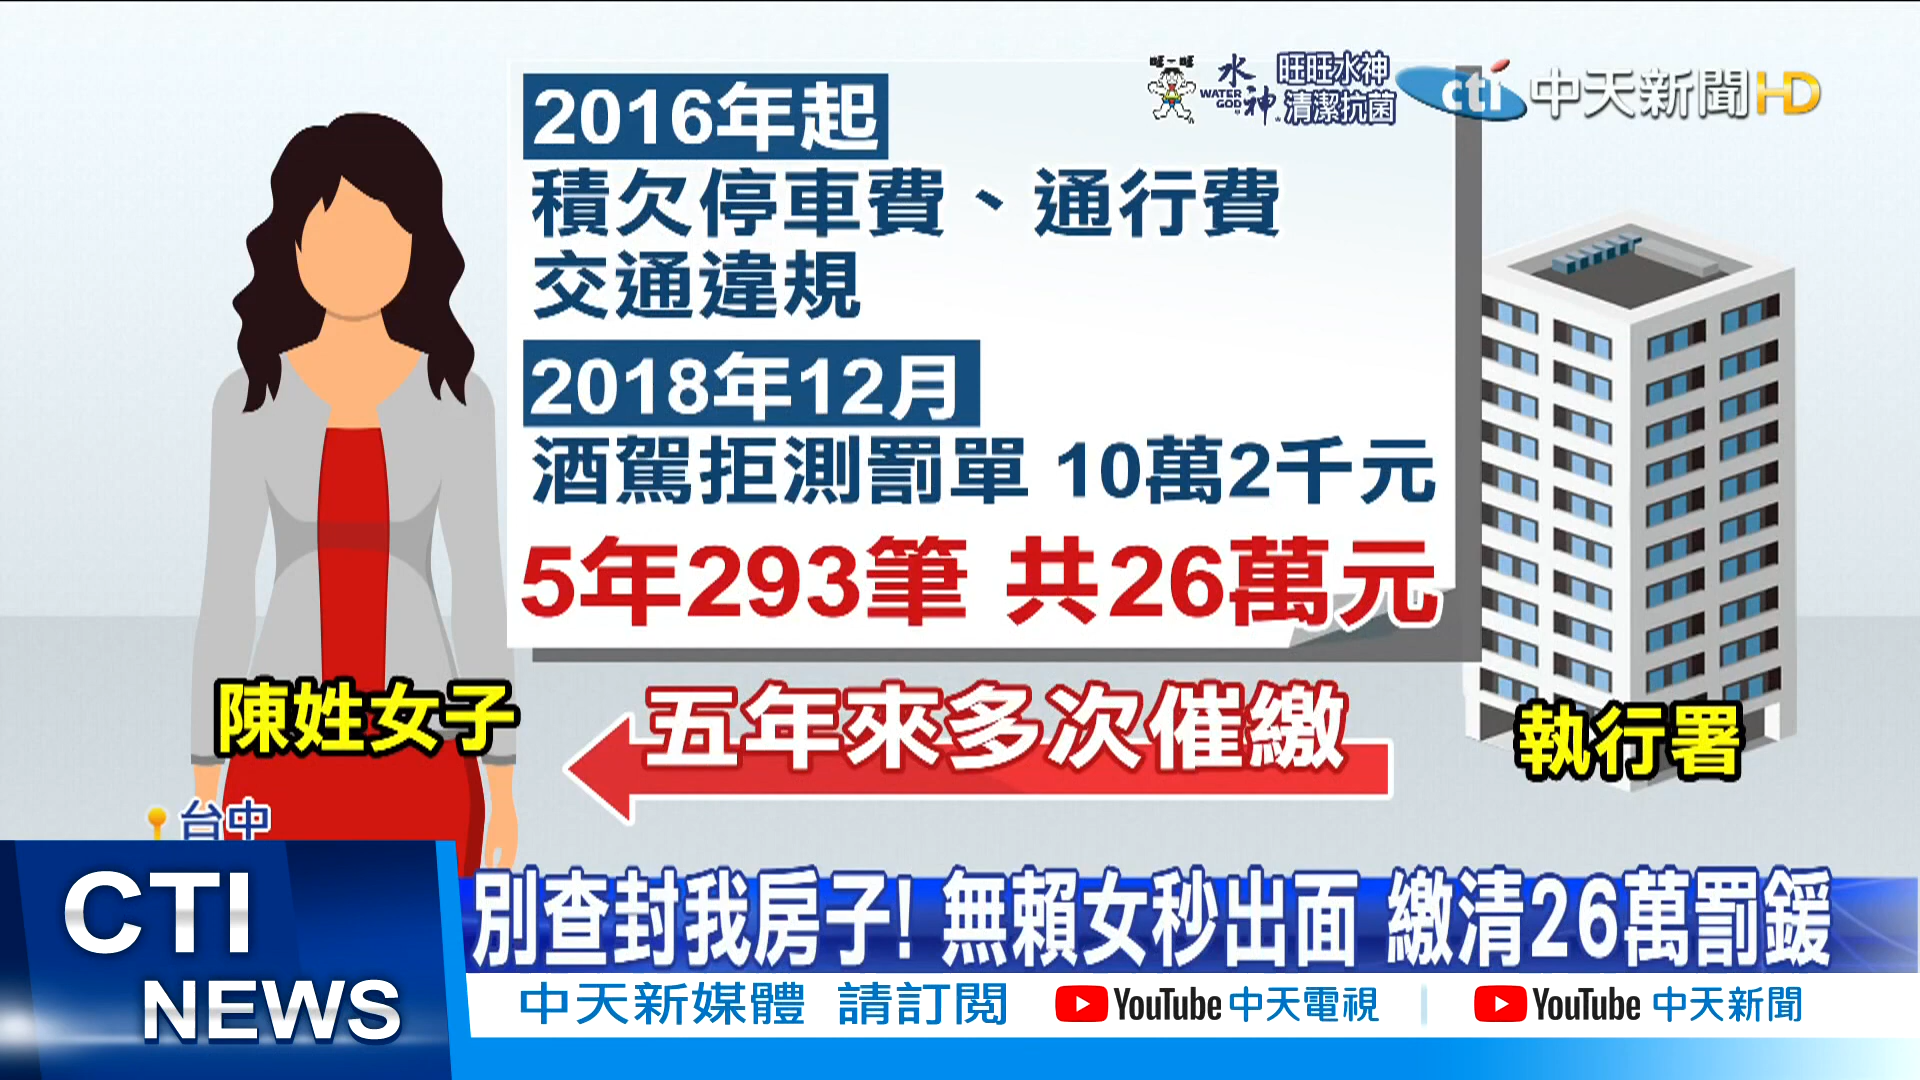 2016年起
積欠停車費、通行費
交通違規
2018年12月
酒駕拒測罰單 10萬2千元
5年293筆 共26萬元
旺一旺
水神
WATER GOD
旺旺水神
清潔抗菌
cti 中天新聞HD
五年來多次催繳
陳姓女子
執行署
台中
CTI NEWS
別查封我房子! 無賴女秒出面 繳清26萬罰鍰
中天新媒體 請訂閱 YouTube 中天電視 | YouTube 中天新聞